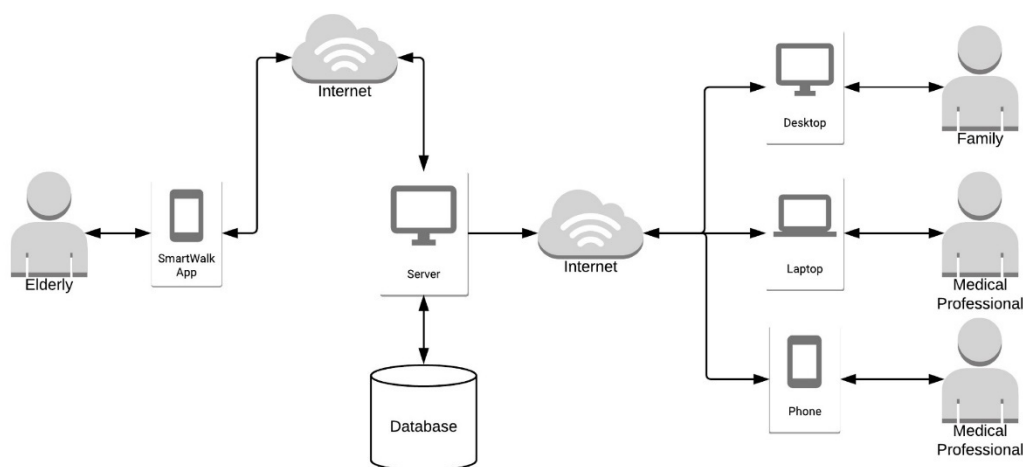 Internet
Desktop
Family
SmartWalk
App
Elderly
Server
Internet
Laptop
Medical
Professional
Database
Phone
Medical
Professional